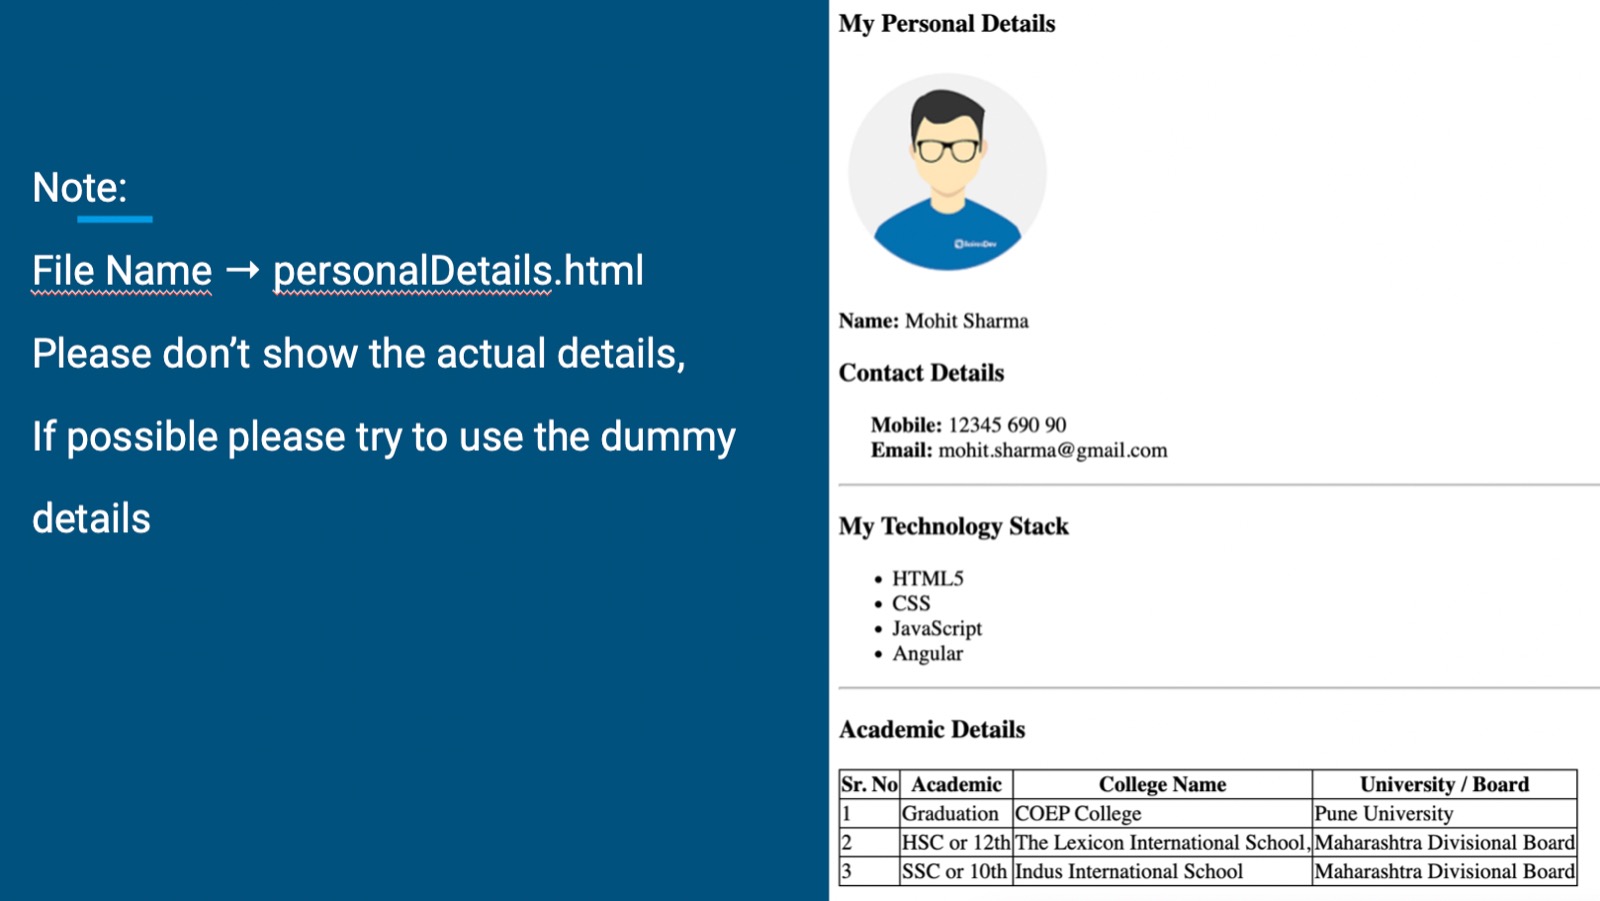 Note:
File Name → personalDetails.html
Please don’t show the actual details,
If possible please try to use the dummy
details
My Personal Details
Name: Mohit Sharma
Contact Details
Mobile: 12345 690 90
Email: mohit.sharma@gmail.com
My Technology Stack
• HTML5
• CSS
• JavaScript
• Angular
Academic Details
Sr. No Academic College Name University / Board
1 Graduation COEP College Pune University
2 HSC or 12th The Lexicon International School, Maharashtra Divisional Board
3 SSC or 10th Indus International School Maharashtra Divisional Board